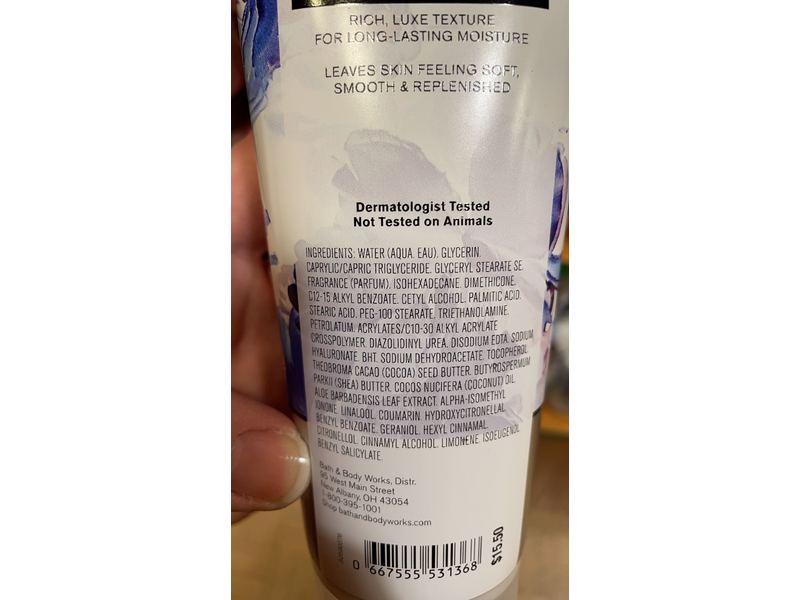 RICH, LUXE TEXTURE
FOR LONG-LASTING MOISTURE
LEAVES SKIN FEELING SOFT,
SMOOTH & REPLENISHED
Dermatologist Tested
Not Tested on Animals
INGREDIENTS: WATER (AQUA, EAU), GLYCERIN,
CAPRYLIC/CAPRIC TRIGLYCERIDE, GLYCERYL STEARATE SE,
FRAGRANCE (PARFUM), ISOHEXADECANE, DIMETHICONE,
C12-15 ALKYL BENZOATE, CETYL ALCOHOL, PALMITIC ACID,
STEARIC ACID, PEG-100 STEARATE, TRIETHANOLAMINE,
PETROLATUM, ACRYLATES/C10-30 ALKYL ACRYLATE
CROSSPOLYMER, DIAZOLIDINYL UREA, DISODIUM EDTA, SODIUM
HYALURONATE, BHT, SODIUM DEHYDROACETATE, TOCOPHEROL,
THEOBROMA CACAO (COCOA) SEED BUTTER, BUTYROSPERMUM
PARKII (SHEA) BUTTER, COCOS NUCIFERA (COCONUT) OIL,
ALOE BARBADENSIS LEAF EXTRACT, ALPHA-ISOMETHYL
IONONE, LINALOOL, COUMARIN, HYDROXYCITRONELLAL,
BENZYL BENZOATE, GERANIOL, HEXYL CINNAMAL,
CITRONELLOL, CINNAMYL ALCOHOL, LIMONENE, ISOEUGENOL,
BENZYL SALICYLATE.
Bath & Body Works, Distr.
95 West Main Street
New Albany, OH 43054
1-800-395-1001
Shop bathandbodyworks.com
0 667555 531368
$15.50